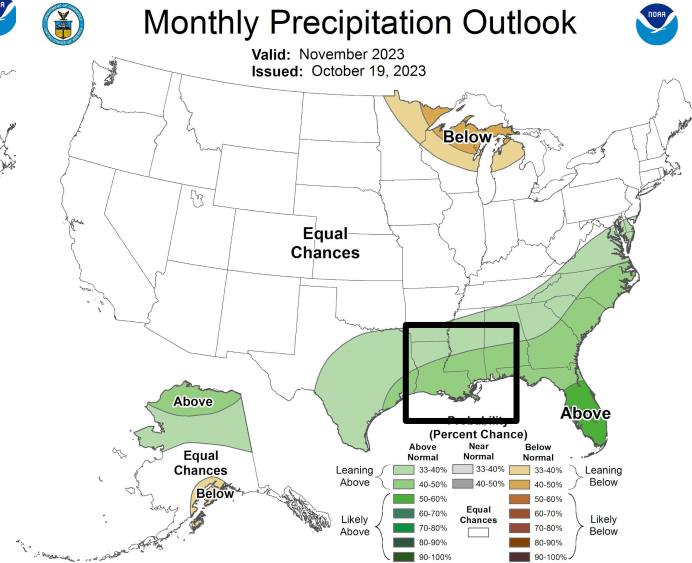 Monthly Precipitation Outlook
NOAA
Valid: November 2023
Issued: October 19, 2023
Below
Equal
Chances
Above
Above
Equal
Chances
Below
Probability
(Percent Chance)
Above
Normal
Near
Normal
Below
Normal
Leaning
Above
33-40%
40-50%
33-40%
40-50%
33-40%
40-50%
Leaning
Below
Likely
Above
50-60%
60-70%
70-80%
80-90%
90-100%
Equal
Chances
50-60%
60-70%
70-80%
80-90%
90-100%
Likely
Below